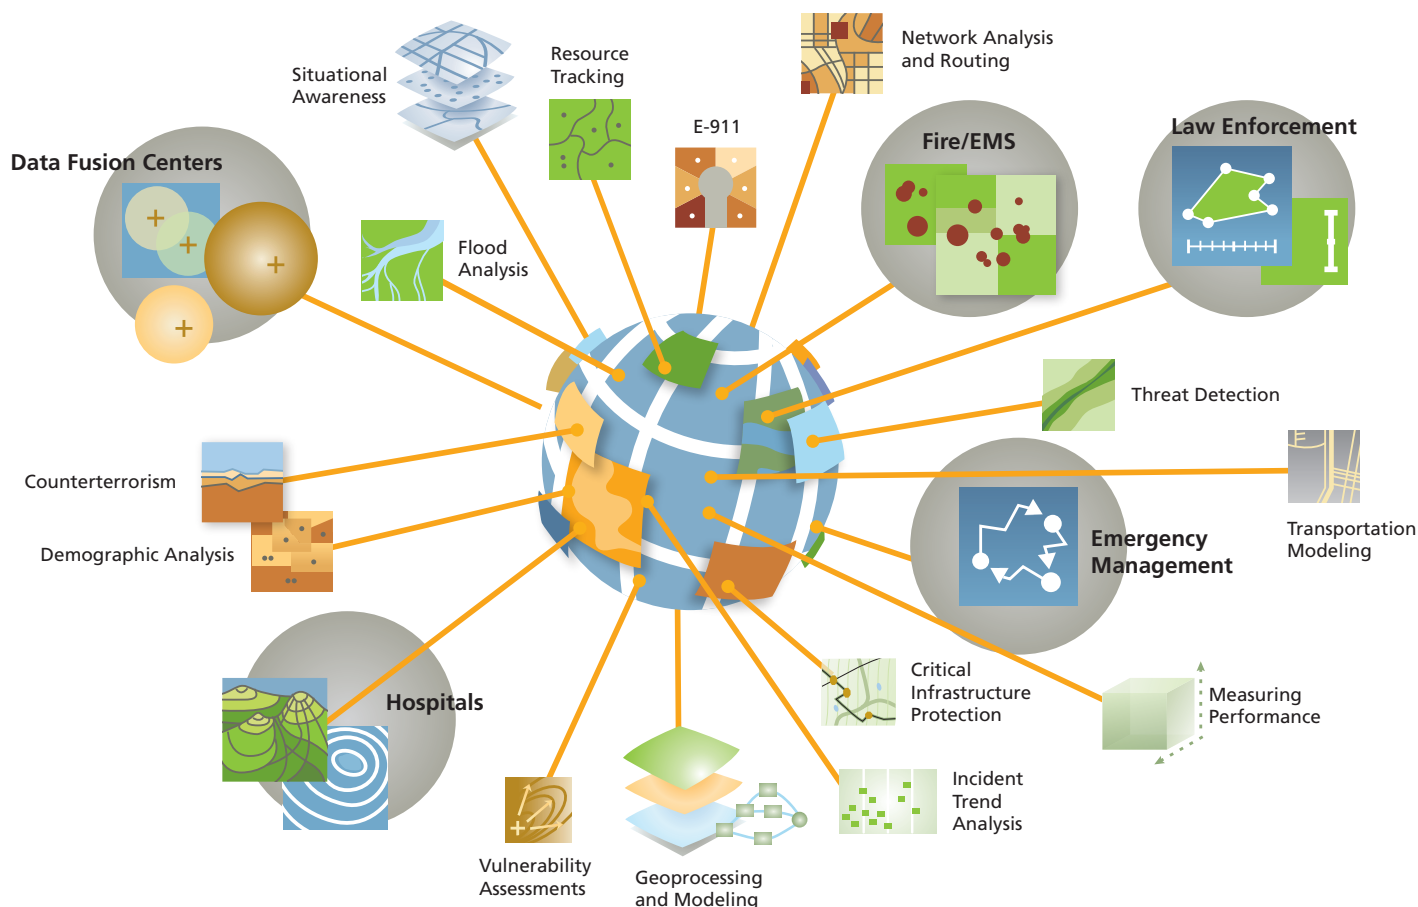 Situational
Awareness
Resource
Tracking
E-911
Network Analysis
and Routing
Fire/EMS
Law Enforcement
Data Fusion Centers
Flood
Analysis
Threat Detection
Counterterrorism
Demographic Analysis
Transportation
Modeling
Emergency
Management
Hospitals
Critical
Infrastructure
Protection
Measuring
Performance
Incident
Trend
Analysis
Vulnerability
Assessments
Geoprocessing
and Modeling